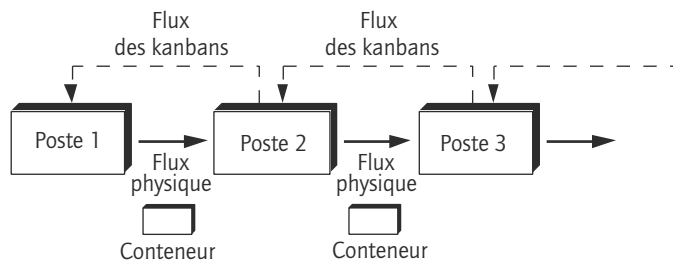 Flux
des kanbans
Flux
des kanbans
Poste 1
Poste 2
Poste 3
Flux
physique
Flux
physique
Conteneur
Conteneur